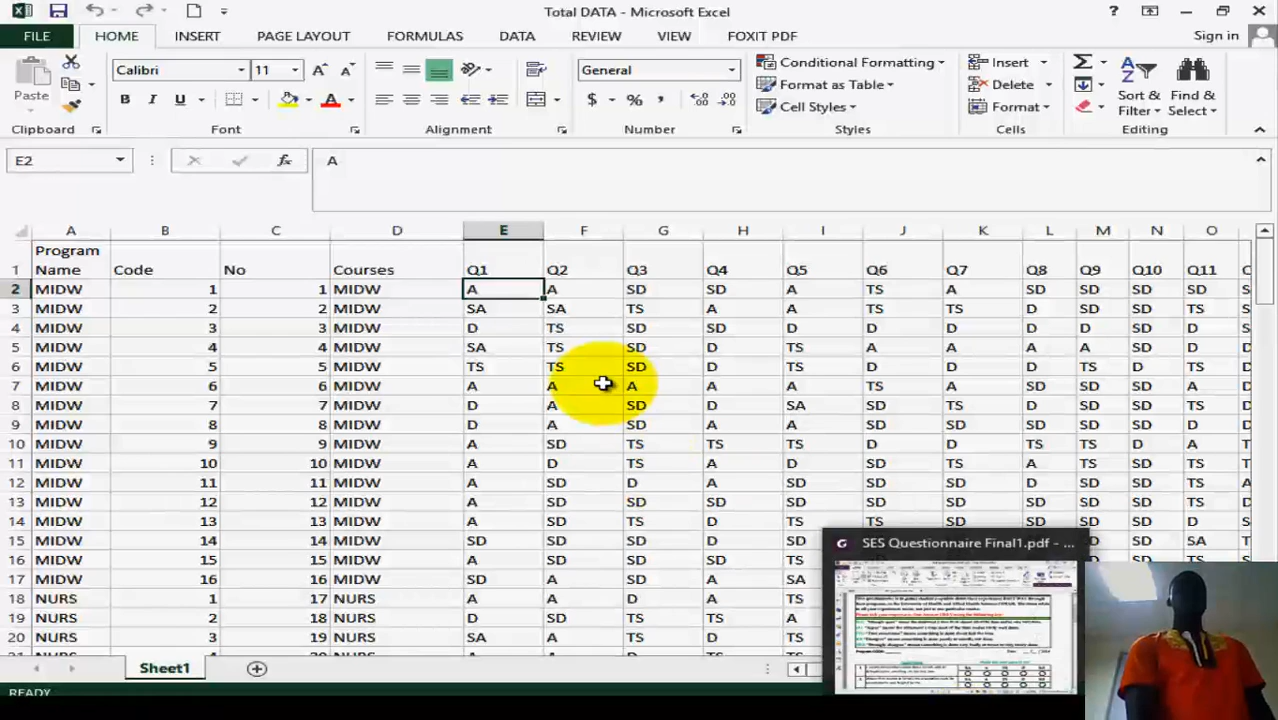 Total DATA - Microsoft Excel
FILE HOME INSERT PAGE LAYOUT FORMULAS DATA REVIEW VIEW FOXIT PDF Sign in
Paste Calibri 11 General Conditional Formatting Insert
B I U $ % Format as Table Delete Sort & Filter Find & Select
Cell Styles Format
Clipboard Font Alignment Number Styles Cells Editing
E2 fx A
A B C D E F G H I J K L M N O
1 Program Name Code No Courses Q1 Q2 Q3 Q4 Q5 Q6 Q7 Q8 Q9 Q10 Q11
2 MIDW 1 1 MIDW A A SD SD A TS A SD SD SD SD S
3 MIDW 2 2 MIDW SA SA TS A A TS TS D SD SD TS S
4 MIDW 3 3 MIDW D TS SD SD D D D D D SD D
5 MIDW 4 4 MIDW SA TS SD D TS A A A A SD D D
6 MIDW 5 5 MIDW TS TS SD D TS D D D TS D TS D
7 MIDW 6 6 MIDW A A A A A TS A SD D SD D D
8 MIDW 7 7 MIDW D A SD D SA SD TS D SD SD TS D
9 MIDW 8 8 MIDW D A SD A A SD SD SD D SD D D
10 MIDW 9 9 MIDW A SD TS TS TS D D TS TS D A
11 MIDW 10 10 MIDW A D TS A D SD TS A TS SD TS S
12 MIDW 11 11 MIDW A SD D A SD SD SD SD SD SD TS A
13 MIDW 12 12 MIDW A SD SD SD SD SD SD SD SD SD D
14 MIDW 13 13 MIDW A SD TS D TS TS SD SD SD SD D S
15 MIDW 14 14 MIDW SD SD SD SD SD SD SD D SD SD SA
16 MIDW 15 15 MIDW A SD SD SD TS
17 MIDW 16 16 MIDW SD A SD A SA
18 NURS 1 17 NURS A A D A
19 NURS 2 18 NURS D SD TS TS A
20 NURS 3 19 NURS SA A TS D
SES Questionnaire Final1.pdf - ...
Sheet1
READY